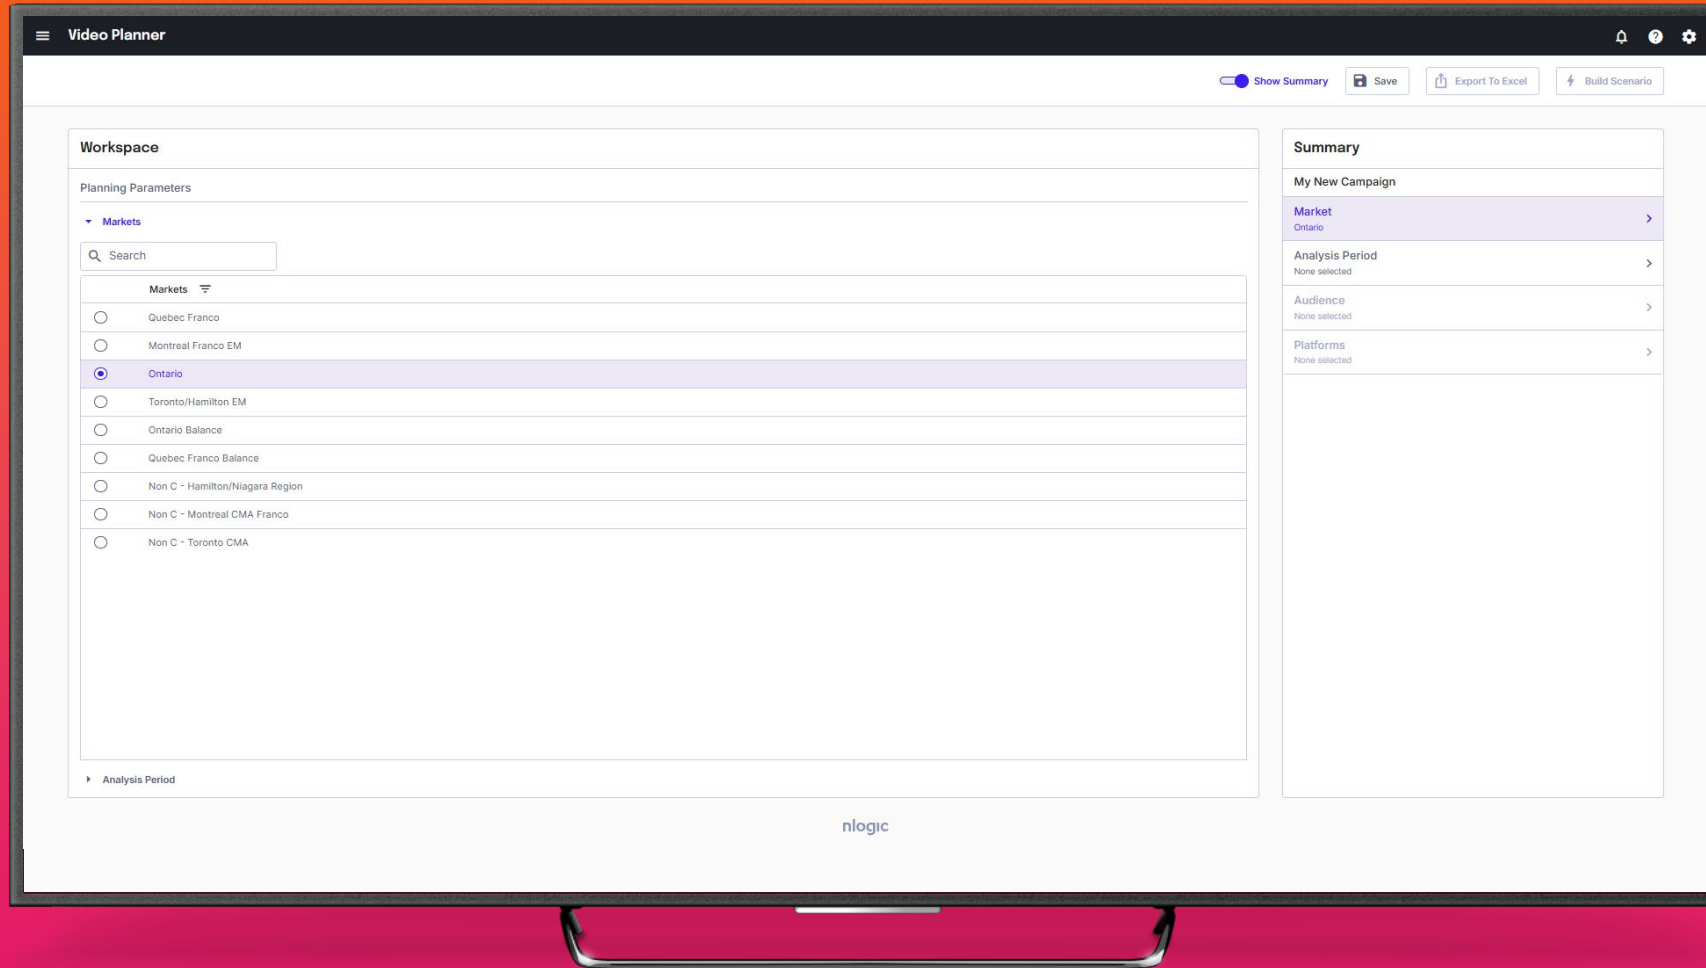 Video Planner
Show Summary
Save
Export To Excel
Build Scenario
Workspace
Planning Parameters
Markets
Search
Markets
Quebec Franco
Montreal Franco EM
Ontario
Toronto/Hamilton EM
Ontario Balance
Quebec Franco Balance
Non C - Hamilton/Niagara Region
Non C - Montreal CMA Franco
Non C - Toronto CMA
Analysis Period
Summary
My New Campaign
Market
Ontario
Analysis Period
None selected
Audience
None selected
Platforms
None selected
nlogic